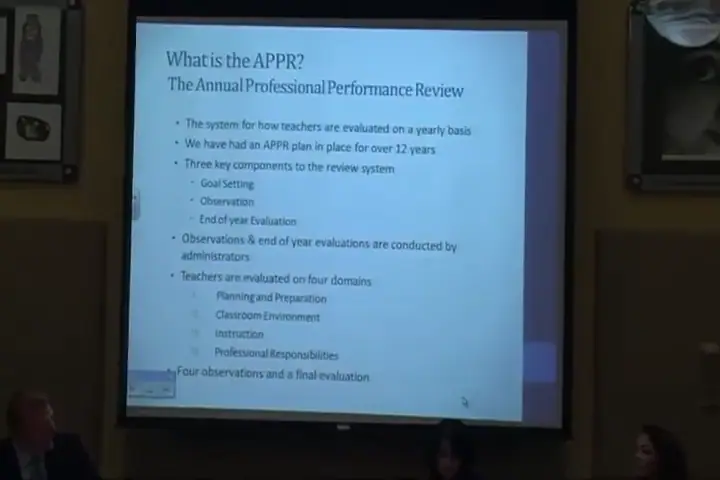 What is the APPR?
The Annual Professional Performance Review
• The system for how teachers are evaluated on a yearly basis
• We have had an APPR plan in place for over 12 years
• Three key components to the review system
• Goal Setting
• Observation
• End of year Evaluation
• Observations & end of year evaluations are conducted by
administrators
• Teachers are evaluated on four domains
Planning and Preparation
Classroom Environment
Instruction
Professional Responsibilities
• Four observations and a final evaluation